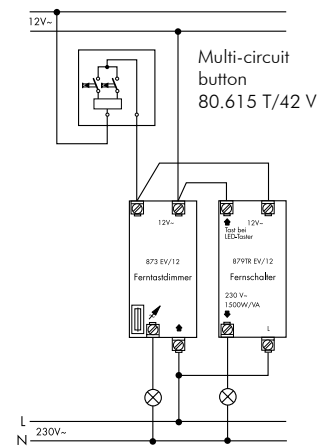 12V~
Multi-circuit
button
80.615 T/42 V
12V~
Tast bei
LED-Taster
12V~
873 EV/12
Ferntastdimmer
879TR EV/12
Fernschalter
230 V~
1500W/VA
L
L
230V~
N